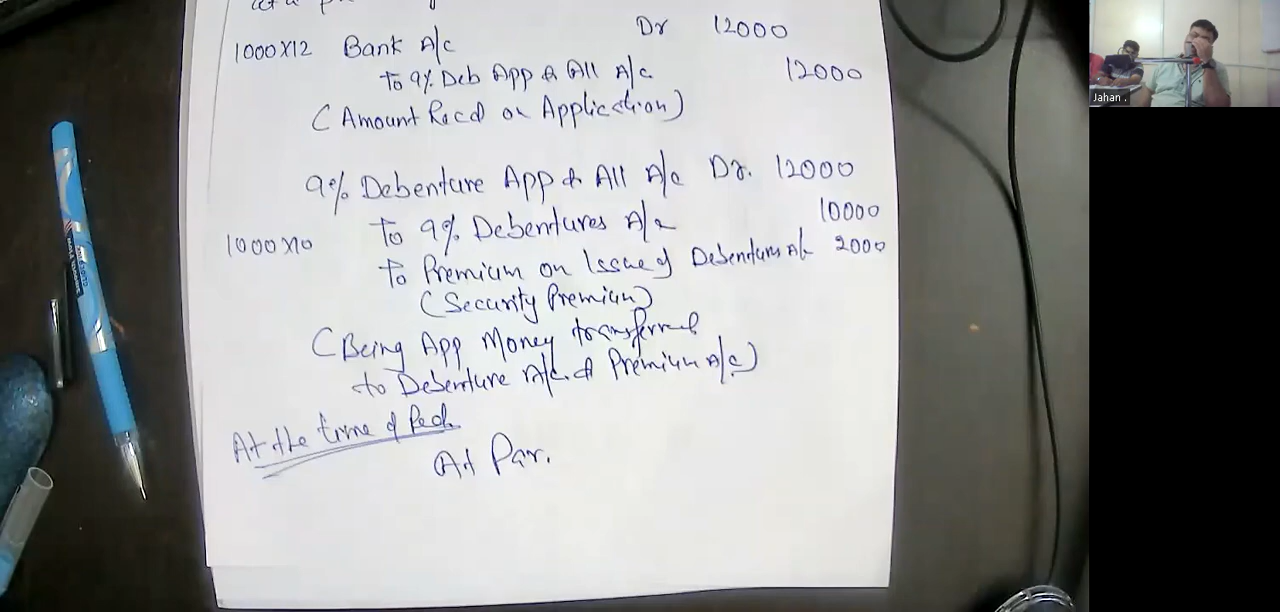 1000X12 Bank A/c Dr 12000
To 9% Deb App & All A/c 12000
(Amount Recd on Application)
9% Debenture App & All A/c Dr. 12000
To 9% Debentures A/c 10000
1000X10
To Premium on Issue of Debentures A/c 2000
(Security Premium)
(Being App Money transferred
to Debenture A/c & Premium A/c)
At the time of Red.
At Par.
Jahan .